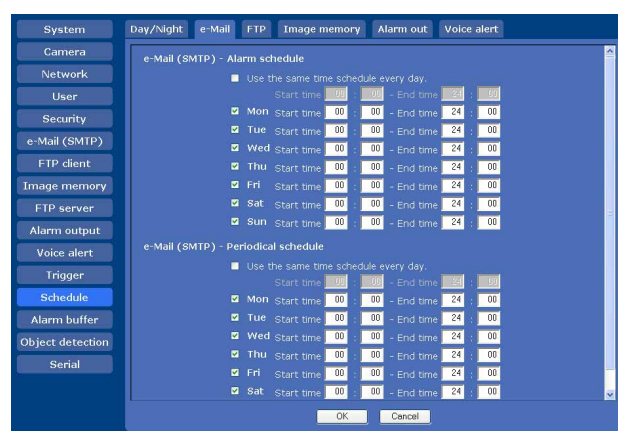 System
Camera
Network
User
Security
e-Mail (SMTP)
FTP client
Image memory
FTP server
Alarm output
Voice alert
Trigger
Schedule
Alarm buffer
Object detection
Serial
Day/Night e-Mail FTP Image memory Alarm out Voice alert
e-Mail (SMTP) - Alarm schedule
Use the same time schedule every day.
Start time 00 : 00 - End time 24 : 00
Mon Start time 00 : 00 - End time 24 : 00
Tue Start time 00 : 00 - End time 24 : 00
Wed Start time 00 : 00 - End time 24 : 00
Thu Start time 00 : 00 - End time 24 : 00
Fri Start time 00 : 00 - End time 24 : 00
Sat Start time 00 : 00 - End time 24 : 00
Sun Start time 00 : 00 - End time 24 : 00
e-Mail (SMTP) - Periodical schedule
Use the same time schedule every day.
Start time 00 : 00 - End time 24 : 00
Mon Start time 00 : 00 - End time 24 : 00
Tue Start time 00 : 00 - End time 24 : 00
Wed Start time 00 : 00 - End time 24 : 00
Thu Start time 00 : 00 - End time 24 : 00
Fri Start time 00 : 00 - End time 24 : 00
Sat Start time 00 : 00 - End time 24 : 00
OK Cancel